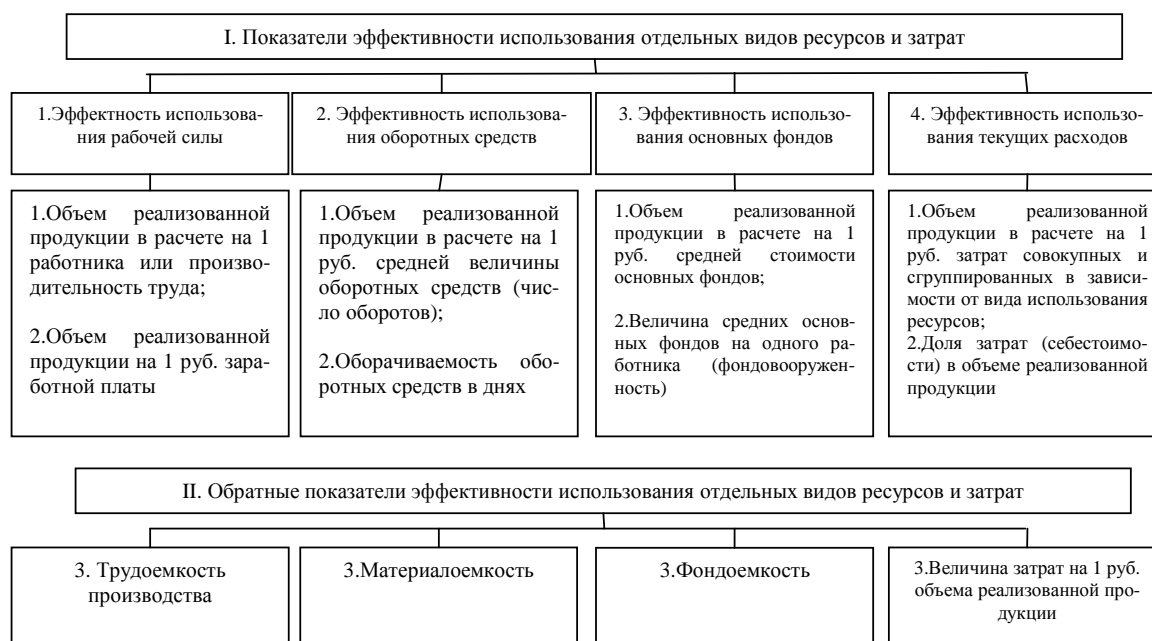 I. Показатели эффективности использования отдельных видов ресурсов и затрат
1.Эффектность использова-
ния рабочей силы
2. Эффективность использова-
ния оборотных средств
3. Эффективность использо-
вания основных фондов
4. Эффективность использо-
вания текущих расходов
1.Объем реализованной
продукции в расчете на 1
работника или произво-
дительность труда;
2.Объем реализованной
продукции на 1 руб. зара-
ботной платы
1.Объем реализованной
продукции в расчете на 1
руб. средней величины
оборотных средств (чис-
ло оборотов);
2.Оборачиваемость обо-
ротных средств в днях
1.Объем реализованной
продукции в расчете на 1
руб. средней стоимости
основных фондов;
2.Величина средних основ-
ных фондов на одного ра-
ботника (фондовооружен-
ность)
1.Объем реализованной
продукции в расчете на 1
руб. затрат совокупных и
сгруппированных в зависи-
мости от вида использования
ресурсов;
2.Доля затрат (себестоимо-
сти) в объеме реализованной
продукции
II. Обратные показатели эффективности использования отдельных видов ресурсов и затрат
3. Трудоемкость
производства
3.Материалоемкость
3.Фондоемкость
3.Величина затрат на 1 руб.
объема реализованной про-
дукции